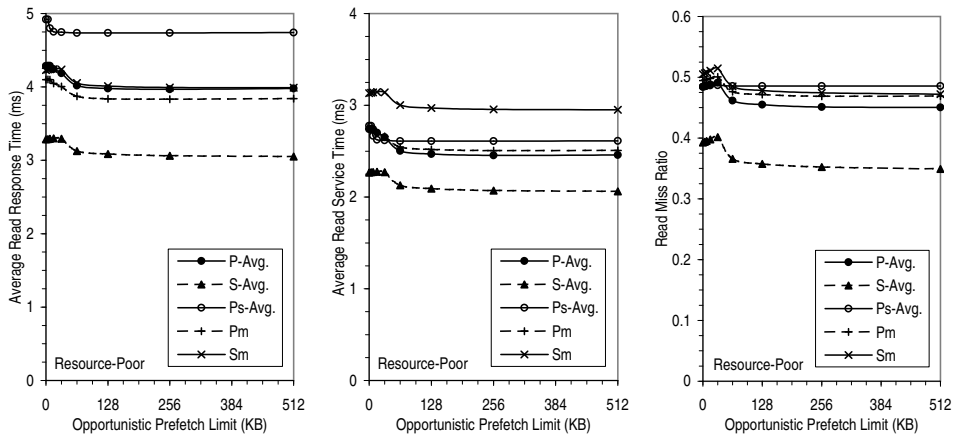 5
4
3
2
1
0
Average Read Response Time (ms)
P-Avg.
S-Avg.
Ps-Avg.
Pm
Sm
Resource-Poor
0 128 256 384 512
Opportunistic Prefetch Limit (KB)
4
3
2
1
0
Average Read Service Time (ms)
P-Avg.
S-Avg.
Ps-Avg.
Pm
Sm
Resource-Poor
0 128 256 384 512
Opportunistic Prefetch Limit (KB)
0.6
0.5
0.4
0.3
0.2
0.1
0
Read Miss Ratio
P-Avg.
S-Avg.
Ps-Avg.
Pm
Sm
Resource-Poor
0 128 256 384 512
Opportunistic Prefetch Limit (KB)